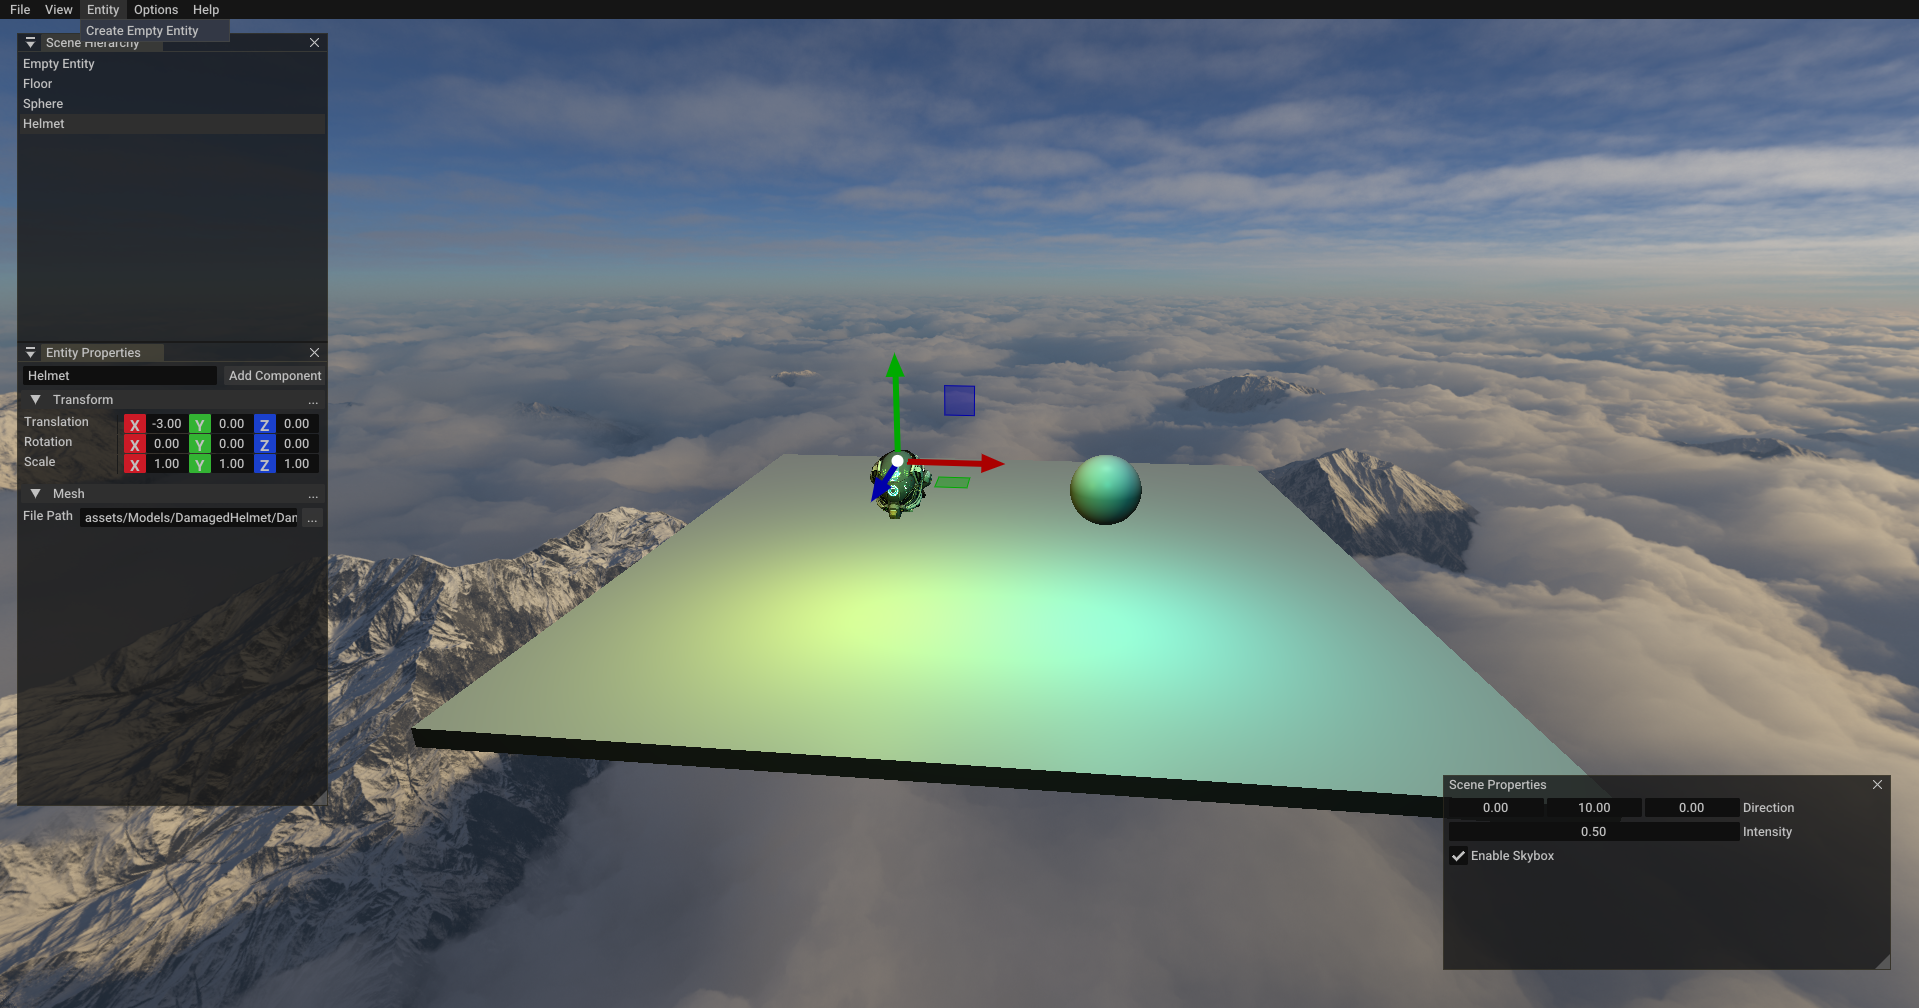 File View Entity Options Help
Create Empty Entity
Scene Hierarchy
Empty Entity
Floor
Sphere
Helmet
Entity Properties
Helmet Add Component
Transform ...
Translation X -3.00 Y 0.00 Z 0.00
Rotation X 0.00 Y 0.00 Z 0.00
Scale X 1.00 Y 1.00 Z 1.00
Mesh ...
File Path assets/Models/DamagedHelmet/Dan ...
Scene Properties
0.00 10.00 0.00 Direction
0.50 Intensity
Enable Skybox